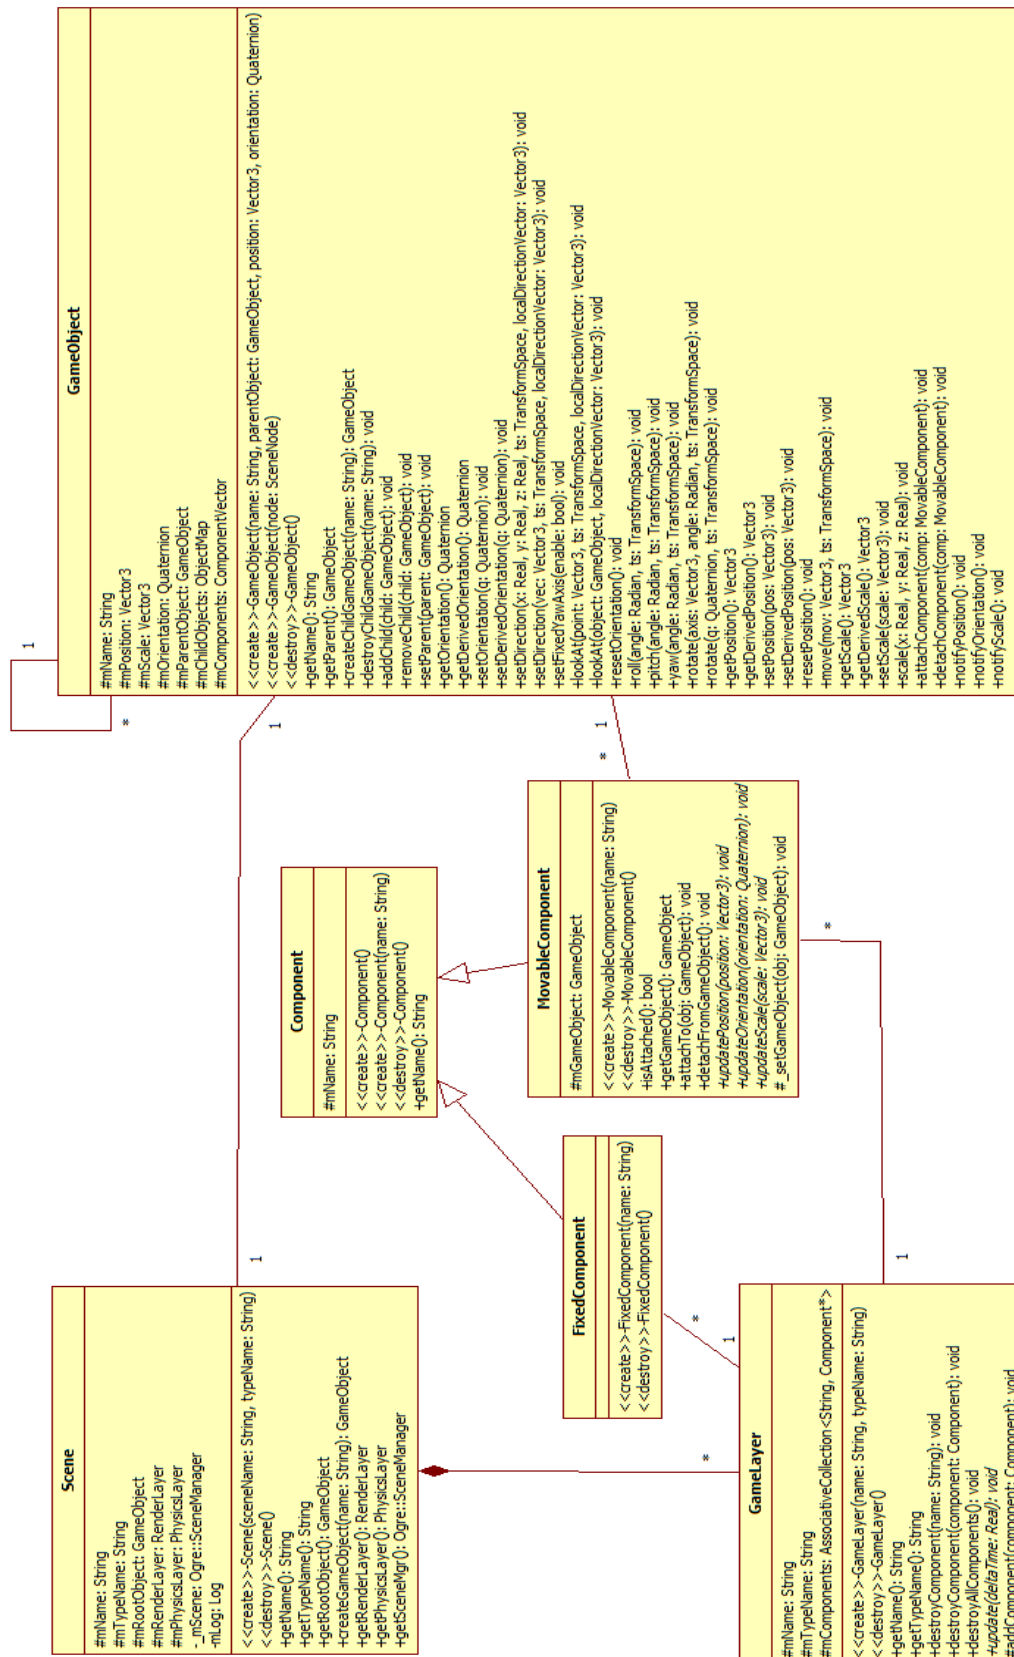 Scene
#mName: String
#mTypeName: String
#mRootObject: GameObject
#mRenderLayer: RenderLayer
#mPhysicsLayer: PhysicsLayer
-_mScene: Ogre::SceneManager
-mLog: Log
<<create>>-Scene(sceneName: String, typeName: String)
<<destroy>>-Scene()
+getName(): String
+getTypeName(): String
+getRootObject(): GameObject
+createGameObject(name: String): GameObject
+getRenderLayer(): RenderLayer
+getPhysicsLayer(): PhysicsLayer
+getSceneMgr(): Ogre::SceneManager
1
1
Component
#mName: String
<<create>>-Component()
<<create>>-Component(name: String)
<<destroy>>-Component()
+getName(): String
GameObject
#mName: String
#mPosition: Vector3
#mScale: Vector3
#mOrientation: Quaternion
#mParentObject: GameObject
#mChildObjects: ObjectMap
#mComponents: ComponentVector
<<create>>-GameObject(name: String, parentObject: GameObject, position: Vector3, orientation: Quaternion)
<<create>>-GameObject(node: SceneNode)
<<destroy>>-GameObject()
+getName(): String
+getParent(): GameObject
+createChildGameObject(name: String): GameObject
+destroyChildGameObject(name: String): void
+addChild(child: GameObject): void
+removeChild(child: GameObject): void
+setParent(parent: GameObject): void
+getOrientation(): Quaternion
+getDerivedOrientation(): Quaternion
+setOrientation(q: Quaternion): void
+setDerivedOrientation(q: Quaternion): void
+setDirection(x: Real, y: Real, z: Real, ts: TransformSpace, localDirectionVector: Vector3): void
+setDirection(vec: Vector3, ts: TransformSpace, localDirectionVector: Vector3): void
+setFixedYawAxis(enable: bool): void
+lookAt(point: Vector3, ts: TransformSpace, localDirectionVector: Vector3): void
+lookAt(object: GameObject, localDirectionVector: Vector3): void
+resetOrientation(): void
+roll(angle: Radian, ts: TransformSpace): void
+pitch(angle: Radian, ts: TransformSpace): void
+yaw(angle: Radian, ts: TransformSpace): void
+rotate(axis: Vector3, angle: Radian, ts: TransformSpace): void
+rotate(q: Quaternion, ts: TransformSpace): void
+getPosition(): Vector3
+getDerivedPosition(): Vector3
+setPosition(pos: Vector3): void
+setDerivedPosition(pos: Vector3): void
+resetPosition(): void
+move(mov: Vector3, ts: TransformSpace): void
+getScale(): Vector3
+getDerivedScale(): Vector3
+setScale(scale: Vector3): void
+scale(x: Real, y: Real, z: Real): void
+attachComponent(comp: MovableComponent): void
+detachComponent(comp: MovableComponent): void
+notifyPosition(): void
+notifyOrientation(): void
+notifyScale(): void
1
*
FixedComponent
<<create>>-FixedComponent(name: String)
<<destroy>>-FixedComponent()
*
1
MovableComponent
#mGameObject: GameObject
<<create>>-MovableComponent(name: String)
<<destroy>>-MovableComponent()
+isAttached(): bool
+getGameObject(): GameObject
+attachTo(obj: GameObject): void
+detachFromGameObject(): void
+updatePosition(position: Vector3): void
+updateOrientation(orientation: Quaternion): void
+updateScale(scale: Vector3): void
#_setGameObject(obj: GameObject): void
*
1
*
1
*
GameLayer
#mName: String
#mTypeName: String
#mComponents: AssociativeCollection<String, Component*>
<<create>>-GameLayer(name: String, typeName: String)
<<destroy>>-GameLayer()
+getName(): String
+getTypeName(): String
+destroyComponent(name: String): void
+destroyComponent(component: Component): void
+destroyAllComponents(): void
+update(deltaTime: Real): void
#addComponent(component: Component): void